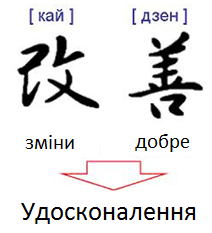 [ кай ] [ дзен ]
改 善
зміни добре
Удосконалення